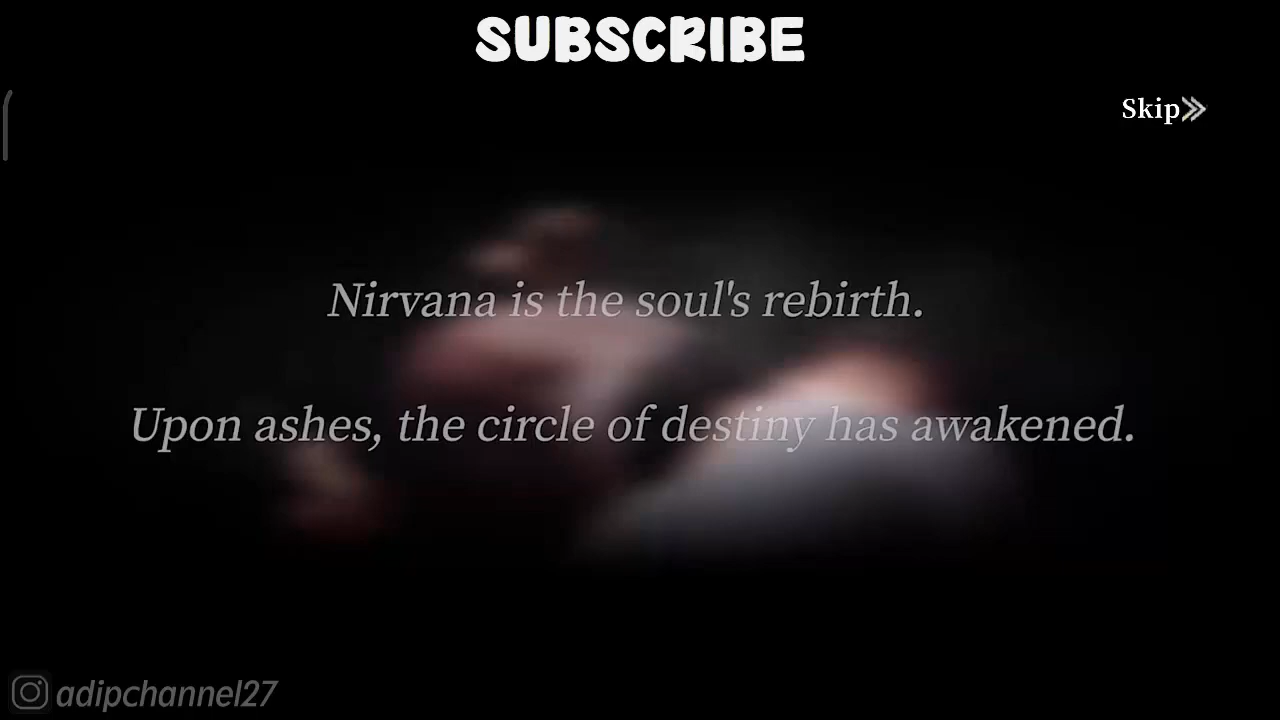 SUBSCRIBE
Skip
Nirvana is the soul's rebirth.
Upon ashes, the circle of destiny has awakened.
adipchannel27